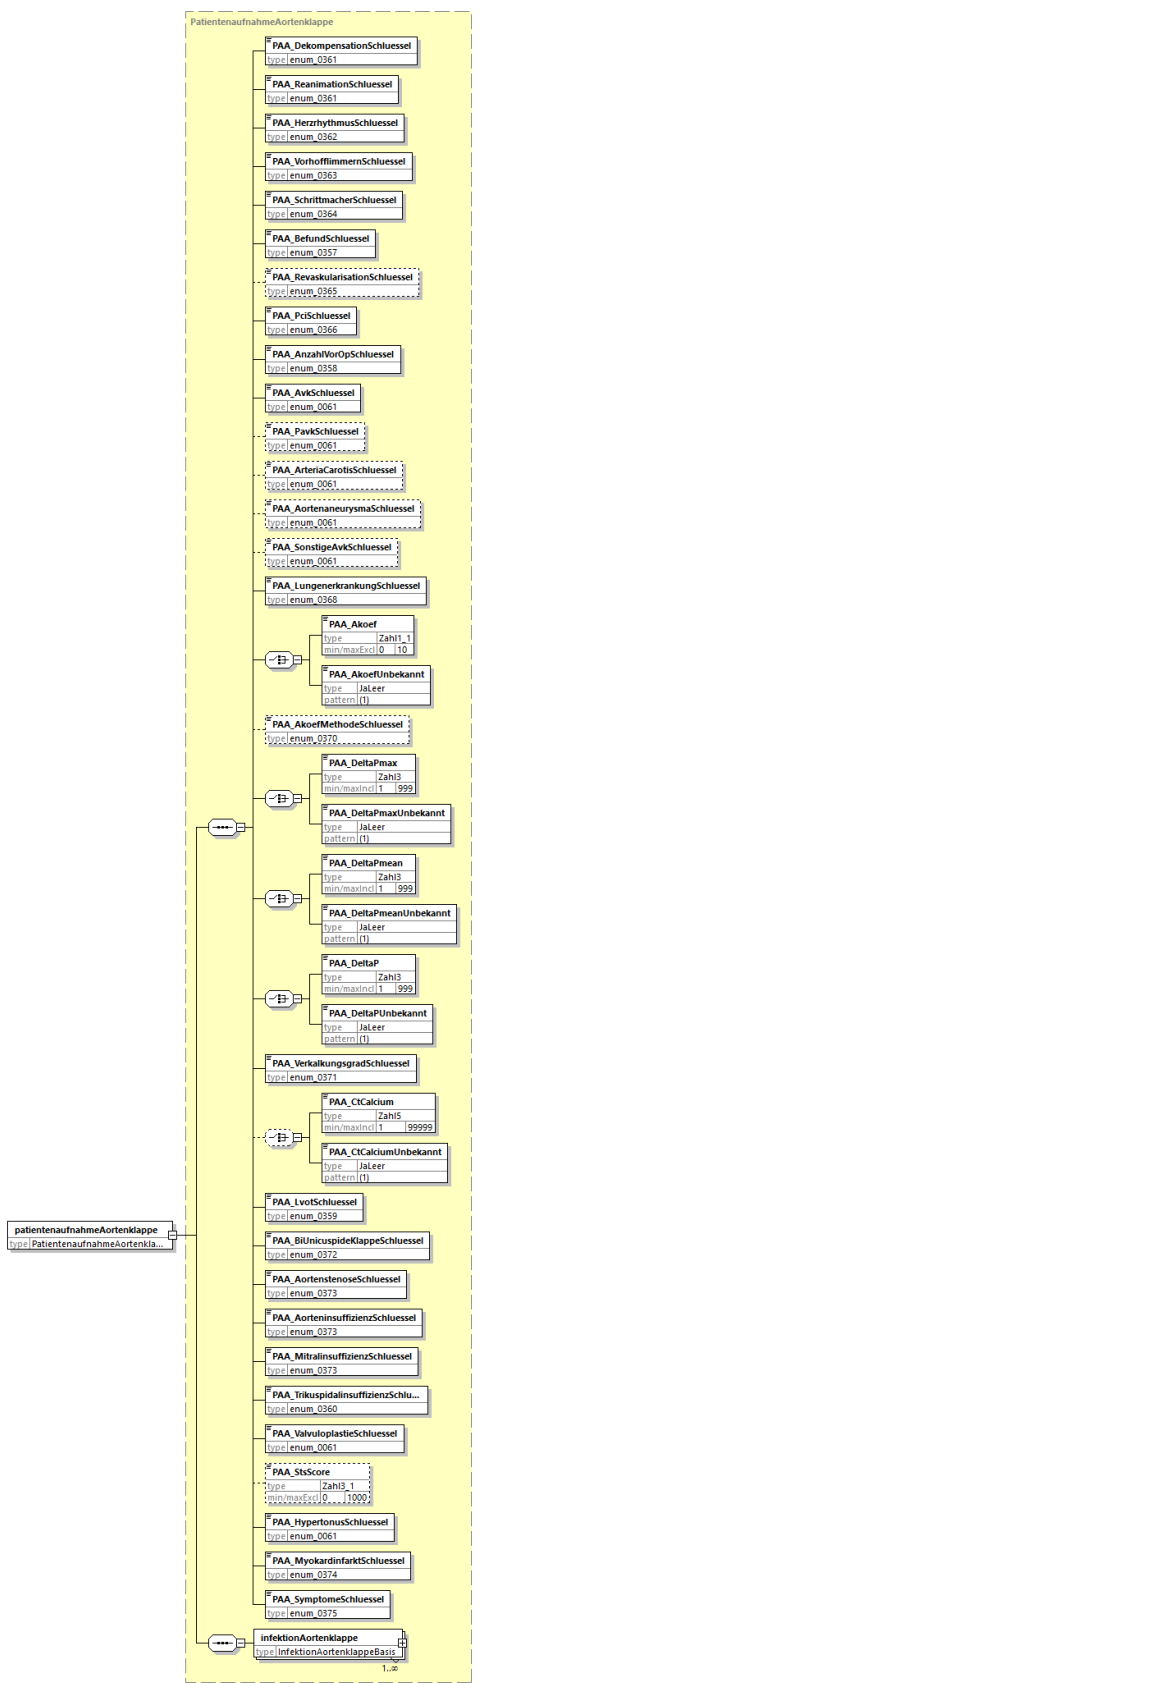 PatientenaufnahmeAortenklappe
PAA_DekompensationSchluessel
type enum_0361
PAA_ReanimationSchluessel
type enum_0361
PAA_HerzrhythmusSchluessel
type enum_0362
PAA_VorhofflimmernSchluessel
type enum_0363
PAA_SchrittmacherSchluessel
type enum_0364
PAA_BefundSchluessel
type enum_0357
PAA_RevaskularisationSchluessel
type enum_0365
PAA_PciSchluessel
type enum_0366
PAA_AnzahlVorOpSchluessel
type enum_0358
PAA_AvkSchluessel
type enum_0061
PAA_PavkSchluessel
type enum_0061
PAA_ArteriaCarotisSchluessel
type enum_0061
PAA_AortenaneurysmaSchluessel
type enum_0061
PAA_SonstigeAvkSchluessel
type enum_0061
PAA_LungenerkrankungSchluessel
type enum_0368
PAA_Akoef
type Zahl1_1
min/maxExcl 0 10
PAA_AkoefUnbekannt
type JaLeer
pattern (1)
PAA_AkoefMethodeSchluessel
type enum_0370
PAA_DeltaPmax
type Zahl3
min/maxIncl 1 999
PAA_DeltaPmaxUnbekannt
type JaLeer
pattern (1)
PAA_DeltaPmean
type Zahl3
min/maxIncl 1 999
PAA_DeltaPmeanUnbekannt
type JaLeer
pattern (1)
PAA_DeltaP
type Zahl3
min/maxIncl 1 999
PAA_DeltaPUnbekannt
type JaLeer
pattern (1)
PAA_VerkalkungsgradSchluessel
type enum_0371
PAA_CtCalcium
type Zahl5
min/maxIncl 1 99999
PAA_CtCalciumUnbekannt
type JaLeer
pattern (1)
PAA_LvotSchluessel
type enum_0359
patientenaufnahmeAortenklappe
type PatientenaufnahmeAortenkla...
PAA_BiUnicuspideKlappeSchluessel
type enum_0372
PAA_AortenstenoseSchluessel
type enum_0373
PAA_AorteninsuffizienzSchluessel
type enum_0373
PAA_MitralinsuffizienzSchluessel
type enum_0373
PAA_TrikuspidalinsuffizienzSchlu...
type enum_0360
PAA_ValvuloplastieSchluessel
type enum_0061
PAA_StsScore
type Zahl3_1
min/maxExcl 0 1000
PAA_HypertonusSchluessel
type enum_0061
PAA_MyokardinfarktSchluessel
type enum_0374
PAA_SymptomeSchluessel
type enum_0375
infektionAortenklappe
type InfektionAortenklappeBasis
1..∞